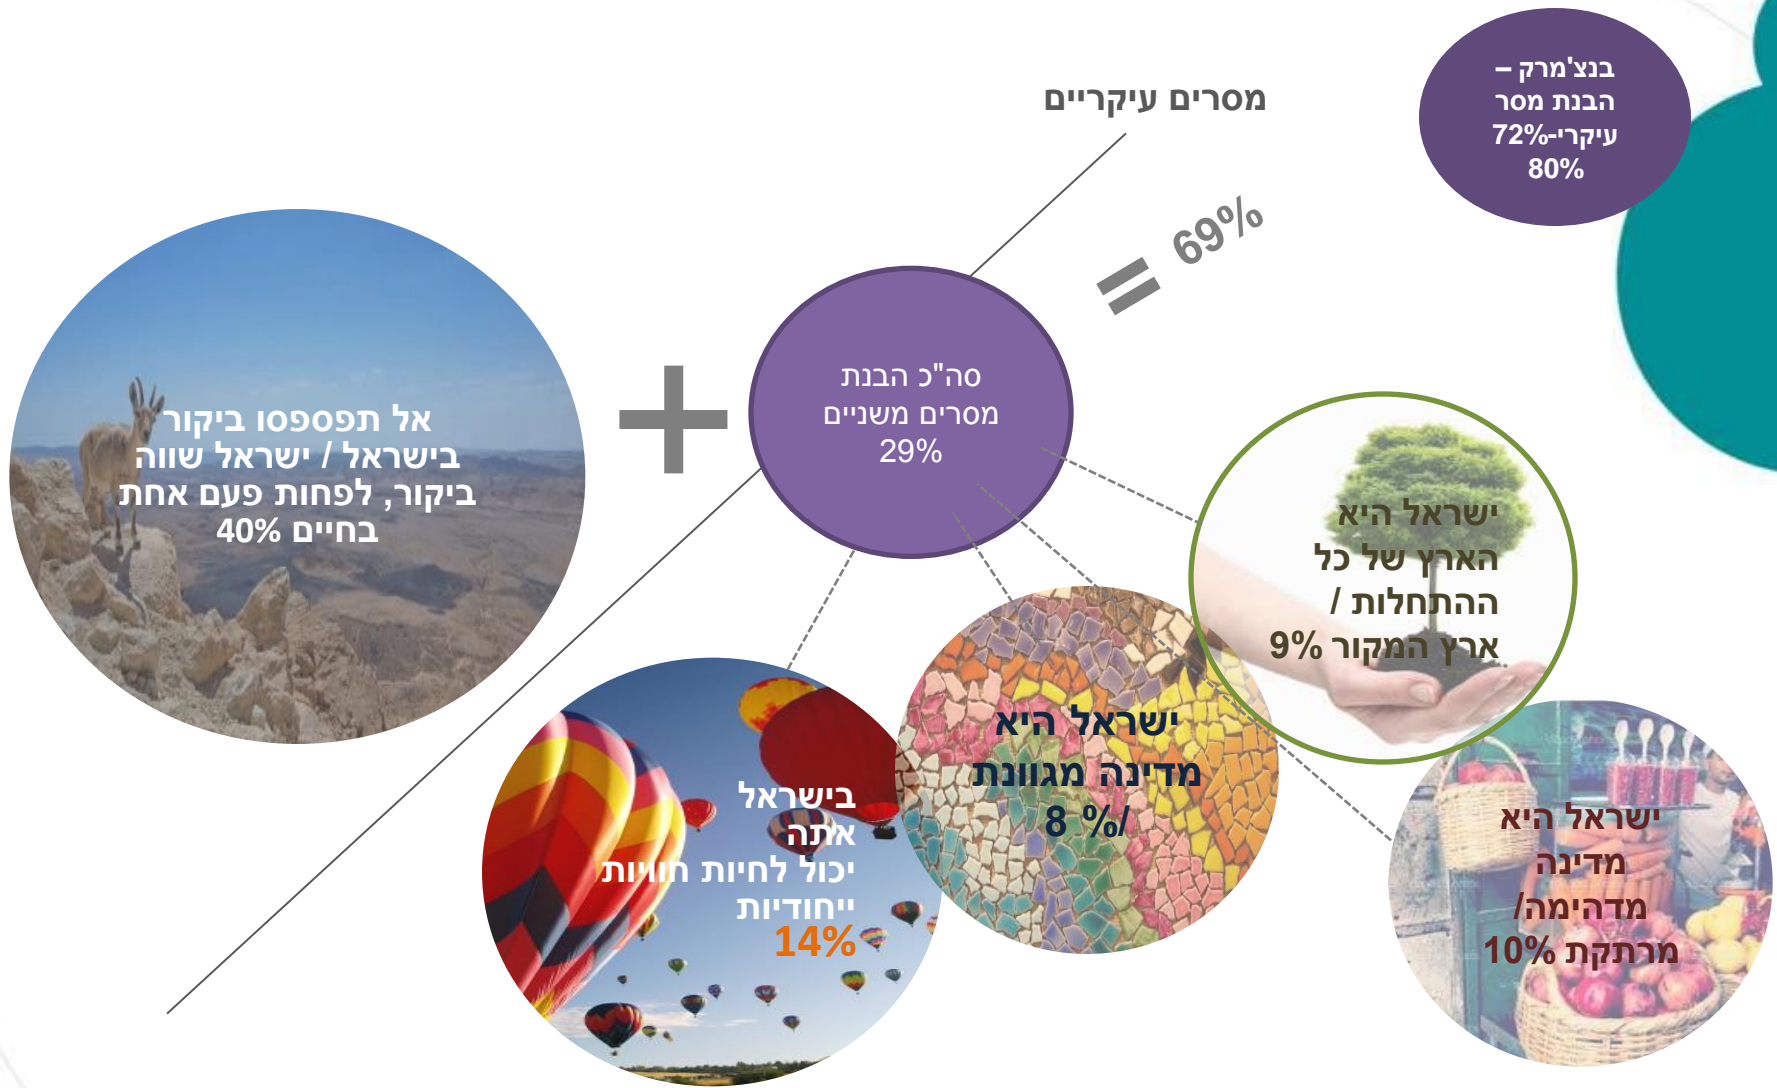 בנצ'מרק –
הבנת מסר
עיקרי-72%
80%
מסרים עיקריים
= 69%
אל תפספסו ביקור
בישראל / ישראל שווה
ביקור, לפחות פעם אחת
בחיים 40%
+
סה"כ הבנת
מסרים משניים
29%
ישראל היא
הארץ של כל
ההתחלות /
ארץ המקור 9%
ישראל היא
מדינה מגוונת
/% 8
בישראל
אתה
יכול לחיות חוויות
ייחודיות
14%
ישראל היא
מדינה
מדהימה/
מרתקת 10%